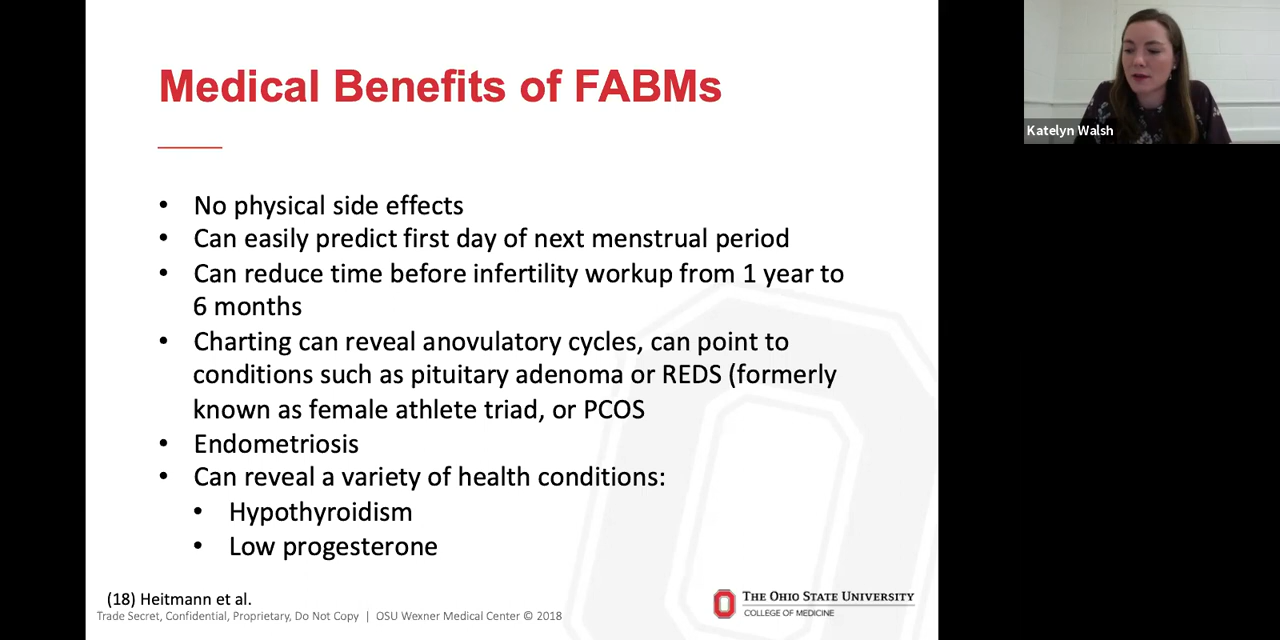 Medical Benefits of FABMs
• No physical side effects
• Can easily predict first day of next menstrual period
• Can reduce time before infertility workup from 1 year to
6 months
• Charting can reveal anovulatory cycles, can point to
conditions such as pituitary adenoma or REDS (formerly
known as female athlete triad, or PCOS
• Endometriosis
• Can reveal a variety of health conditions:
• Hypothyroidism
• Low progesterone
(18) Heitmann et al.
Trade Secret, Confidential, Proprietary, Do Not Copy | OSU Wexner Medical Center © 2018
THE OHIO STATE UNIVERSITY
COLLEGE OF MEDICINE
Katelyn Walsh